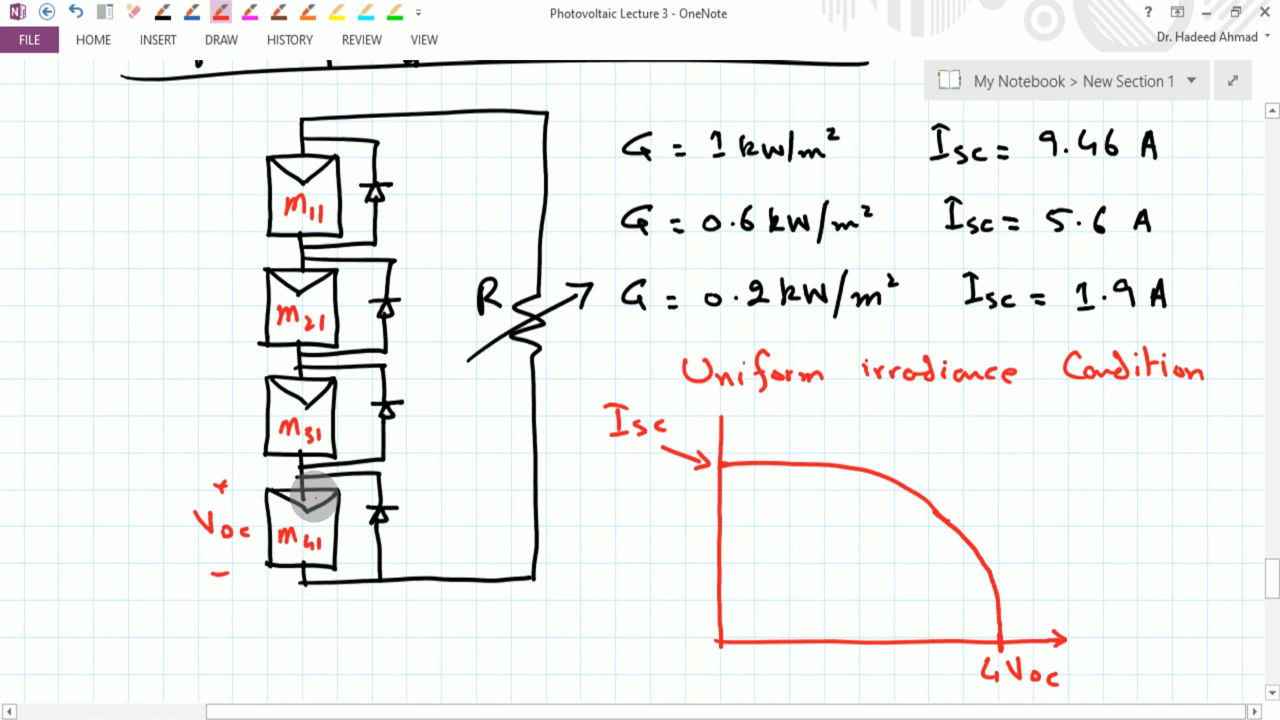 Photovoltaic Lecture 3 - OneNote
Dr. Hadeed Ahmad
FILE HOME INSERT DRAW HISTORY REVIEW VIEW
My Notebook > New Section 1
G = 1 kW/m² Isc = 9.46 A
G = 0.6 kW/m² Isc = 5.6 A
G = 0.2 kW/m² Isc = 1.9 A
Uniform irradiance Condition
m11
m21
m31
m41
R
+
Voc
-
Isc
4Voc